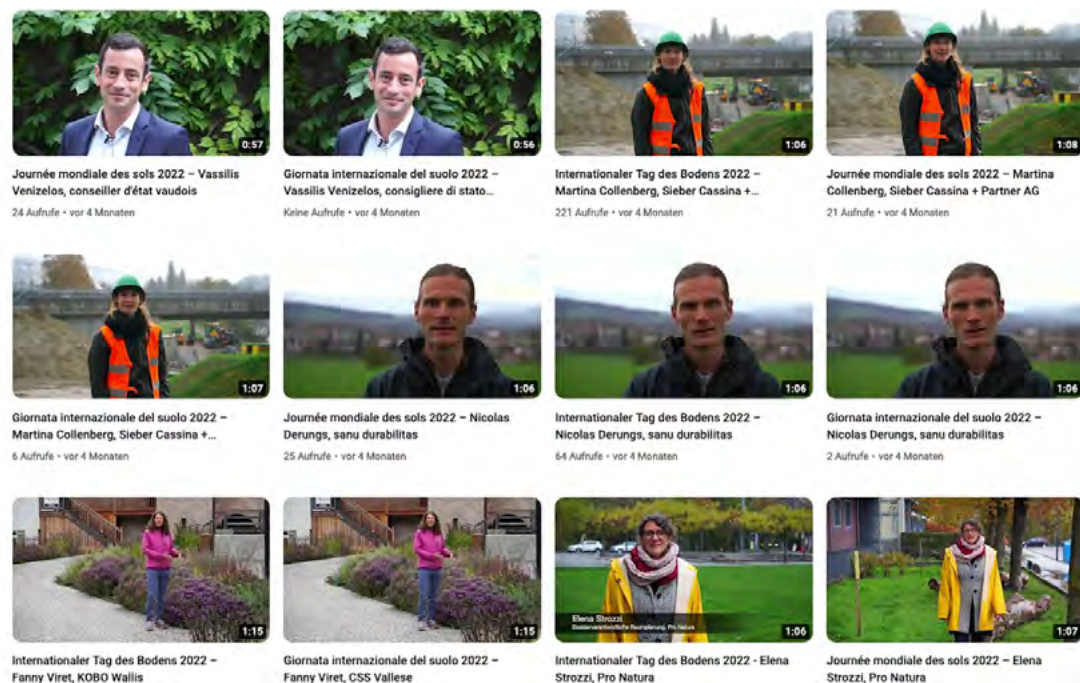 0:57
0:56
1:06
1:08
Journée mondiale des sols 2022 – Vassilis
Venizelos, conseiller d'état vaudois
24 Aufrufe • vor 4 Monaten
Giornata internazionale del suolo 2022 –
Vassilis Venizelos, consigliere di stato...
Keine Aufrufe • vor 4 Monaten
Internationaler Tag des Bodens 2022 –
Martina Collenberg, Sieber Cassina +...
221 Aufrufe • vor 4 Monaten
Journée mondiale des sols 2022 – Martina
Collenberg, Sieber Cassina + Partner AG
21 Aufrufe • vor 4 Monaten
1:07
1:06
1:06
1:06
Giornata internazionale del suolo 2022 –
Martina Collenberg, Sieber Cassina +...
6 Aufrufe • vor 4 Monaten
Journée mondiale des sols 2022 – Nicolas
Derungs, sanu durabilitas
25 Aufrufe • vor 4 Monaten
Internationaler Tag des Bodens 2022 –
Nicolas Derungs, sanu durabilitas
64 Aufrufe • vor 4 Monaten
Giornata internazionale del suolo 2022 –
Nicolas Derungs, sanu durabilitas
2 Aufrufe • vor 4 Monaten
1:15
1:15
Elena Strozzi
Dossierverantwortliche Raumplanung, Pro Natura
1:06
1:07
Internationaler Tag des Bodens 2022 –
Fanny Viret, KOBO Wallis
Giornata internazionale del suolo 2022 –
Fanny Viret, CSS Vallese
Internationaler Tag des Bodens 2022 - Elena
Strozzi, Pro Natura
Journée mondiale des sols 2022 – Elena
Strozzi, Pro Natura